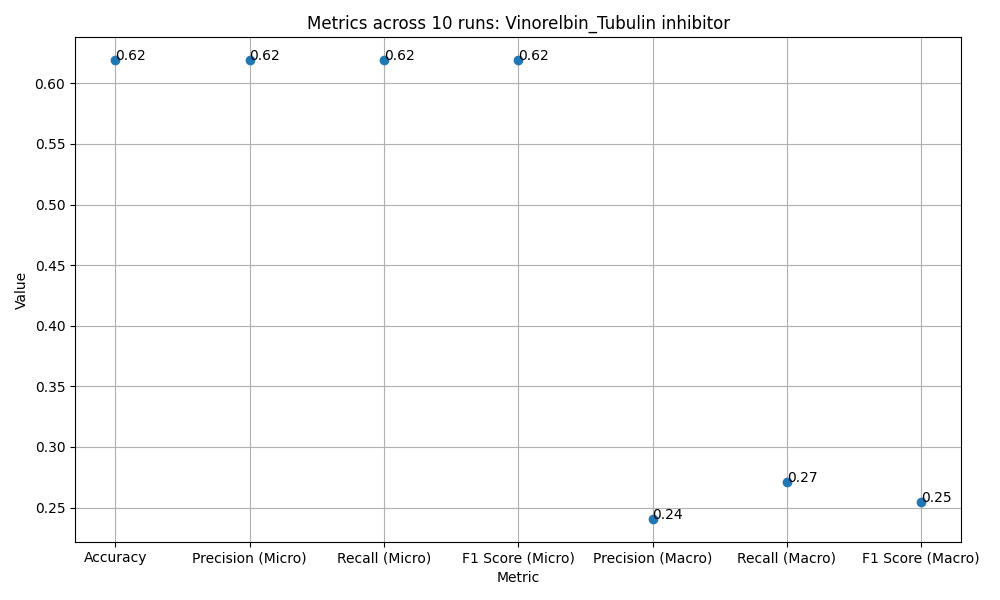 Metrics across 10 runs: Vinorelbin_Tubulin inhibitor
0.62 0.62 0.62 0.62
0.60
0.55
0.50
0.45
0.40
0.35
0.30
0.25
0.24
0.27
0.25
Value
Accuracy Precision (Micro) Recall (Micro) F1 Score (Micro) Precision (Macro) Recall (Macro) F1 Score (Macro)
Metric